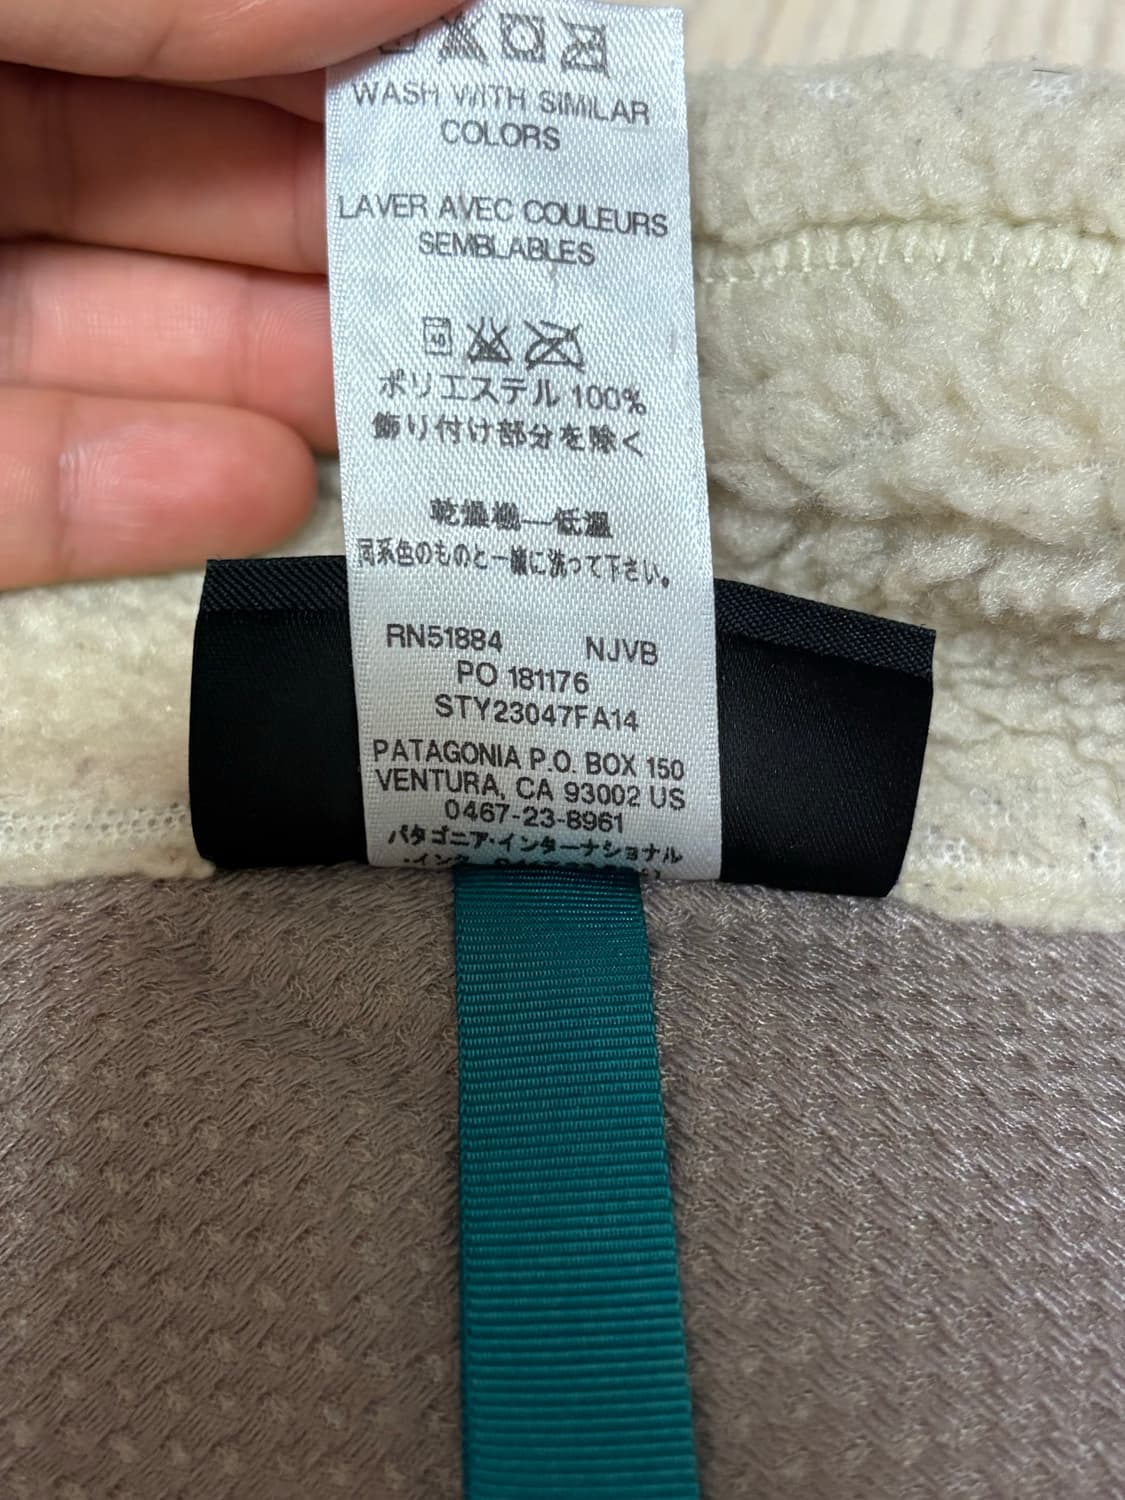 WASH WITH SIMILAR
COLORS
LAVER AVEC COULEURS
SEMBLABLES
ポリエステル 100%
飾り付け部分を除く
乾燥機—低温
同系色のものと一緒に洗って下さい。
RN51884 NJVB
PO 181176
STY23047FA14
PATAGONIA P.O. BOX 150
VENTURA, CA 93002 US
0467-23-8961
パタゴニア・インターナショナル
・インク